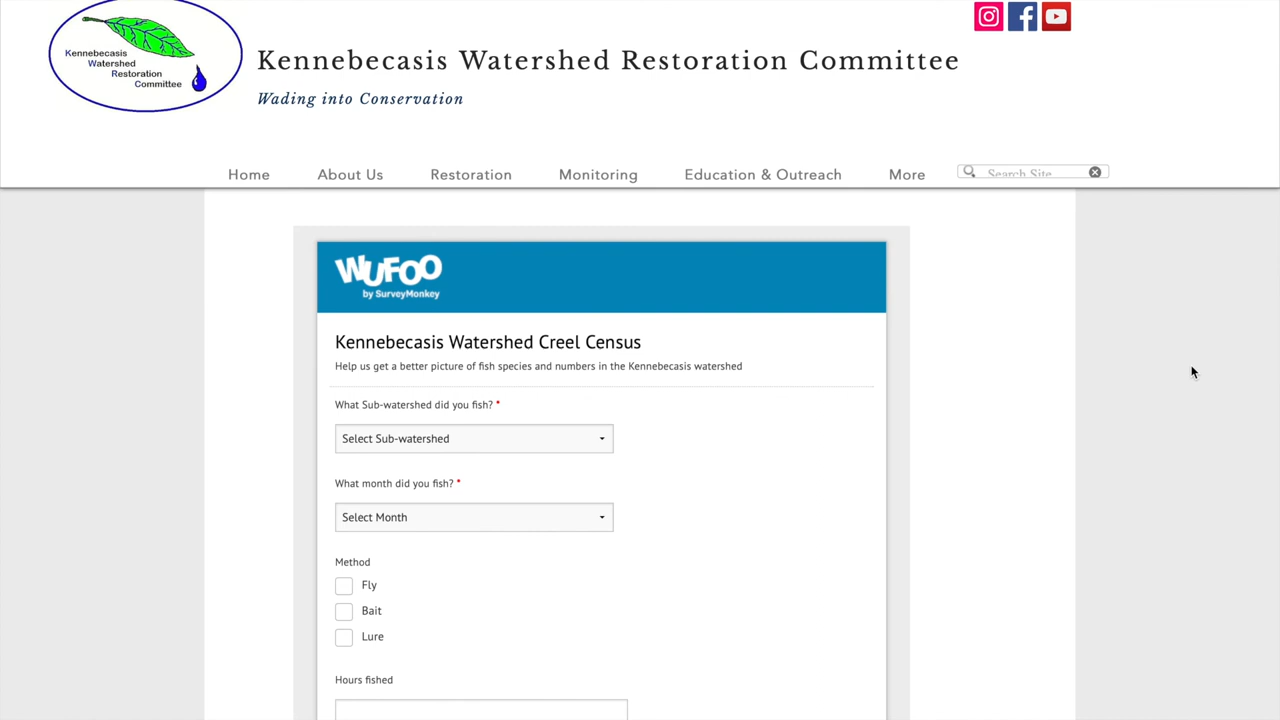 Kennebecasis
Watershed
Restoration
Committee
Kennebecasis Watershed Restoration Committee
Wading into Conservation
Home About Us Restoration Monitoring Education & Outreach More Search Site
WUFOO
by SurveyMonkey
Kennebecasis Watershed Creel Census
Help us get a better picture of fish species and numbers in the Kennebecasis watershed
What Sub-watershed did you fish? *
Select Sub-watershed
What month did you fish? *
Select Month
Method
Fly
Bait
Lure
Hours fished